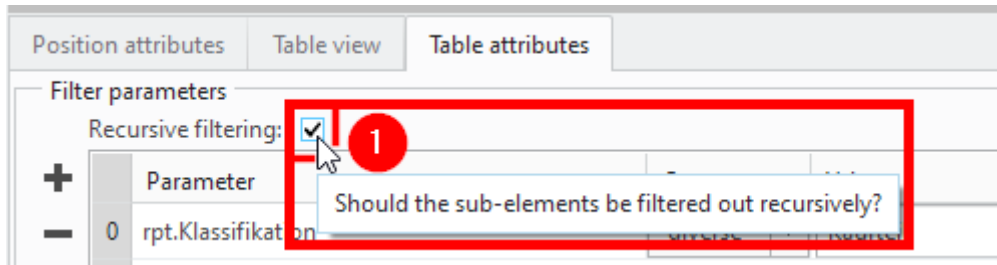 Position attributes Table view Table attributes
Filter parameters
Recursive filtering:
1
Parameter
Should the sub-elements be filtered out recursively?
0 rpt.Klassifikation